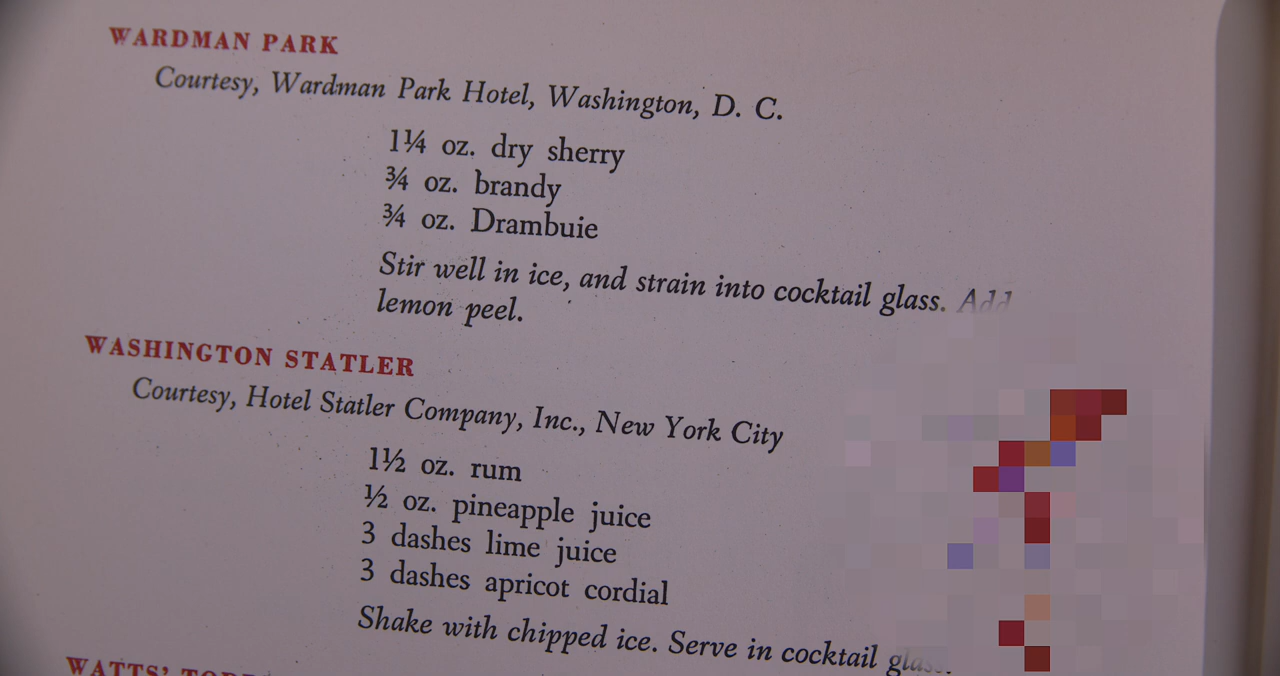 WARDMAN PARK
Courtesy, Wardman Park Hotel, Washington, D. C.
1¼ oz. dry sherry
¾ oz. brandy
¾ oz. Drambuie
Stir well in ice, and strain into cocktail glass. Add
lemon peel.
WASHINGTON STATLER
Courtesy, Hotel Statler Company, Inc., New York City
1½ oz. rum
½ oz. pineapple juice
3 dashes lime juice
3 dashes apricot cordial
Shake with chipped ice. Serve in cocktail glass.
WATTS'